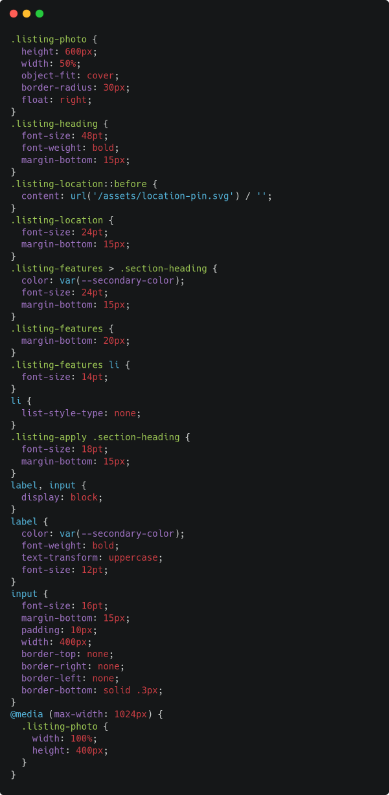 .listing-photo {
  height: 600px;
  width: 50%;
  object-fit: cover;
  border-radius: 30px;
  float: right;
}
.listing-heading {
  font-size: 48pt;
  font-weight: bold;
  margin-bottom: 15px;
}
.listing-location::before {
  content: url('/assets/location-pin.svg') / '';
}
.listing-location {
  font-size: 24pt;
  margin-bottom: 15px;
}
.listing-features > .section-heading {
  color: var(--secondary-color);
  font-size: 24pt;
  margin-bottom: 15px;
}
.listing-features {
  margin-bottom: 20px;
}
.listing-features li {
  font-size: 14pt;
}
li {
  list-style-type: none;
}
.listing-apply .section-heading {
  font-size: 18pt;
  margin-bottom: 15px;
}
label, input {
  display: block;
}
label {
  color: var(--secondary-color);
  font-weight: bold;
  text-transform: uppercase;
  font-size: 12pt;
}
input {
  font-size: 16pt;
  margin-bottom: 15px;
  padding: 10px;
  width: 400px;
  border-top: none;
  border-right: none;
  border-left: none;
  border-bottom: solid .3px;
}
@media (max-width: 1024px) {
  .listing-photo {
    width: 100%;
    height: 400px;
  }
}